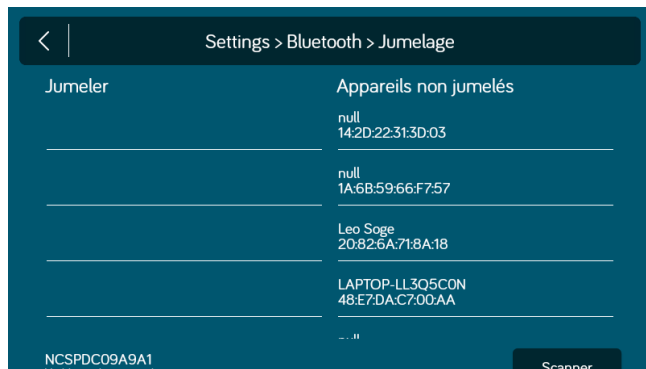 Settings > Bluetooth > Jumelage
Jumeler
Appareils non jumelés
null
14:2D:22:31:3D:03
null
1A:6B:59:66:F7:57
Leo Soge
20:82:6A:71:8A:18
LAPTOP-LL3Q5C0N
48:E7:DA:C7:00:AA
null
NCSPDC09A9A1
Scanner